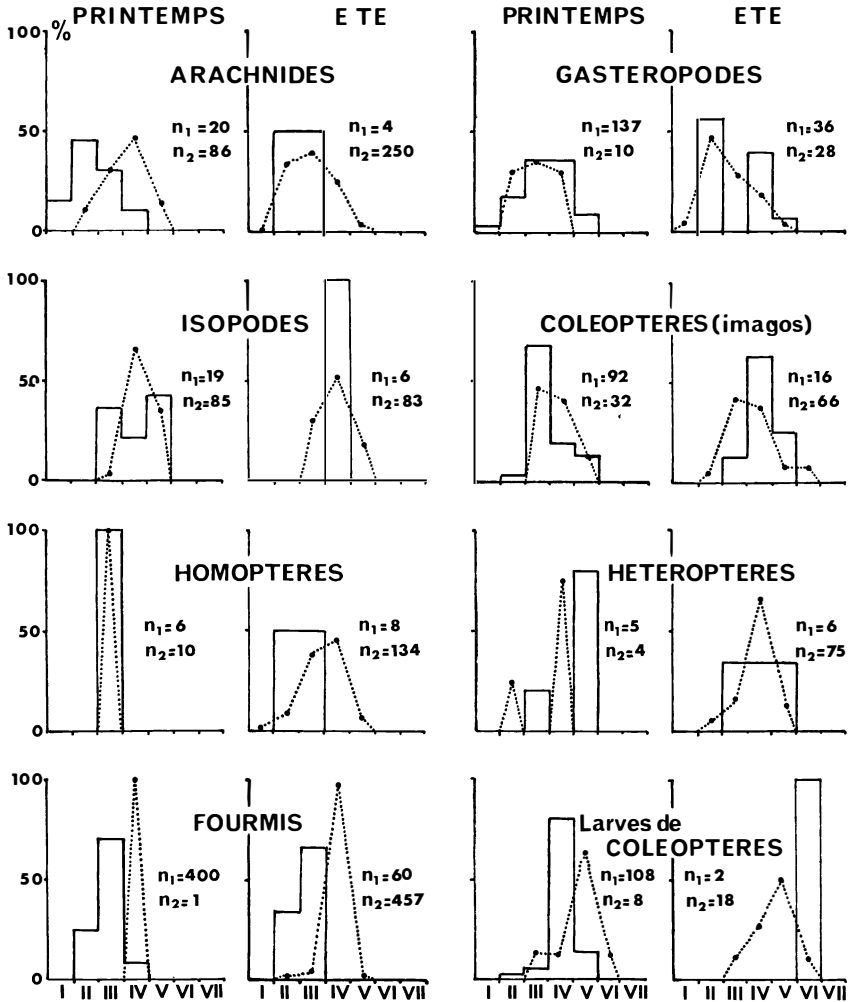 PRINTEMPS E TE PRINTEMPS ETE
100 %
ARACHNIDES GASTEROPODES
n1=20 n1=4 n1=137 n1=36
50
n2=86 n2=250 n2=10 n2=28
0
100
ISOPODES COLEOPTERES (imagos)
n1=19 n1=6 n1=92 n1=16
50
n2=85 n2=83 n2=32 n2=66
0
100
HOMOPTERES HETEROPTERES
n1=6 n1=8 n1=5 n1=6
50
n2=10 n2=134 n2=4 n2=75
0
100
FOURMIS Larves de
COLEOPTERES
n1=400 n1=60 n1=108 n1=2
50
n2=1 n2=457 n2=8 n2=18
0
I II III IV V VI VII I II III IV V VI VII I II III IV V VI VII I II III IV V VI VII